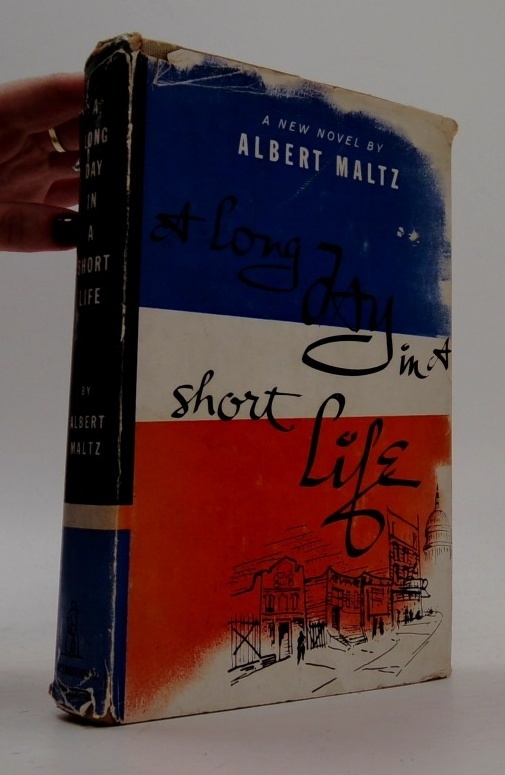 A
LONG
DAY
IN
A
SHORT
LIFE
BY
ALBERT
MALTZ
A NEW NOVEL BY
ALBERT MALTZ
A long
Day
in A
short
life